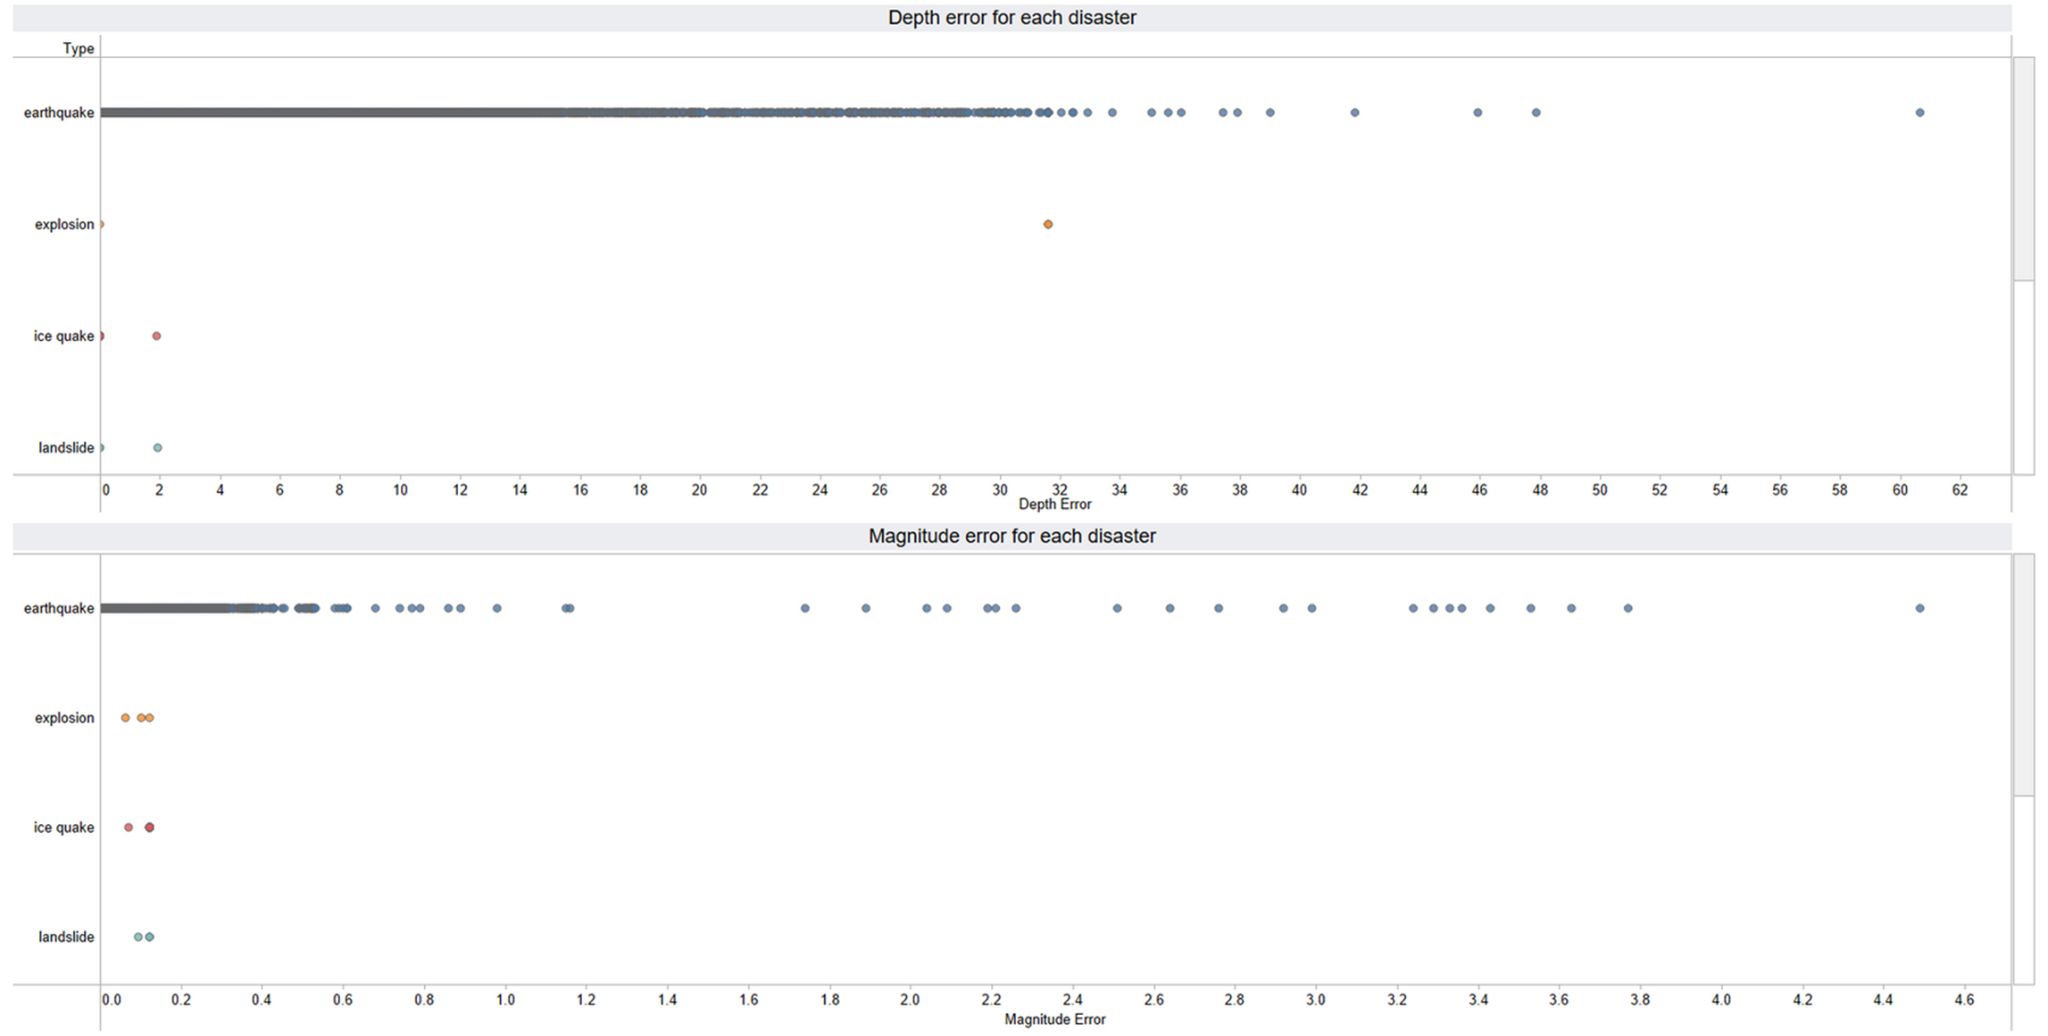 Depth error for each disaster
Type
earthquake
explosion
ice quake
landslide
0 2 4 6 8 10 12 14 16 18 20 22 24 26 28 30 32 34 36 38 40 42 44 46 48 50 52 54 56 58 60 62
Depth Error
Magnitude error for each disaster
earthquake
explosion
ice quake
landslide
0.0 0.2 0.4 0.6 0.8 1.0 1.2 1.4 1.6 1.8 2.0 2.2 2.4 2.6 2.8 3.0 3.2 3.4 3.6 3.8 4.0 4.2 4.4 4.6
Magnitude Error